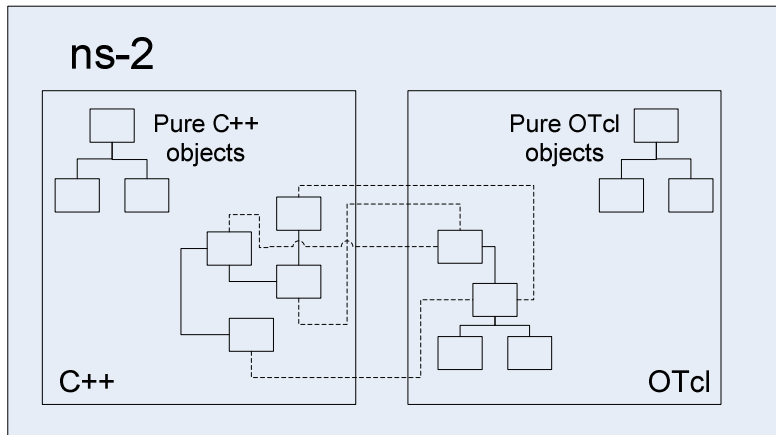 ns-2
Pure C++
objects
Pure OTcl
objects
C++
OTcl